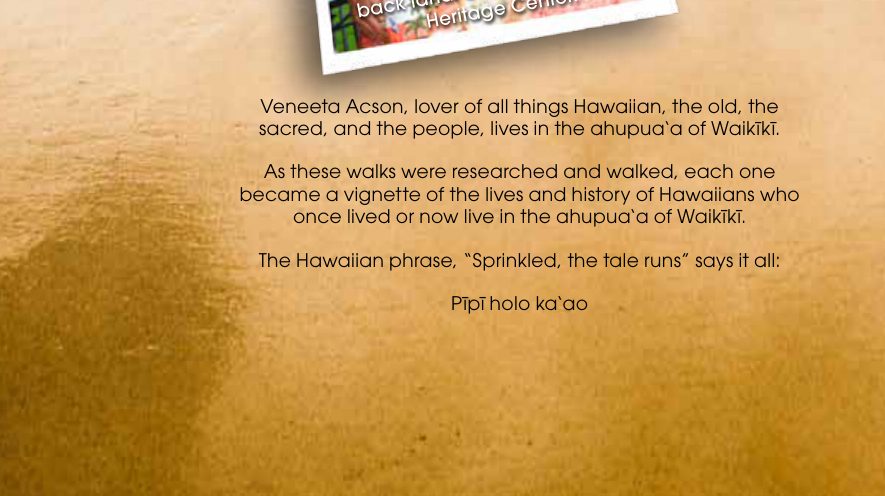 back
Heritage Center
Veneeta Acson, lover of all things Hawaiian, the old, the
sacred, and the people, lives in the ahupua‘a of Waikīkī.
As these walks were researched and walked, each one
became a vignette of the lives and history of Hawaiians who
once lived or now live in the ahupua‘a of Waikīkī.
The Hawaiian phrase, “Sprinkled, the tale runs” says it all:
Pīpī holo ka‘ao